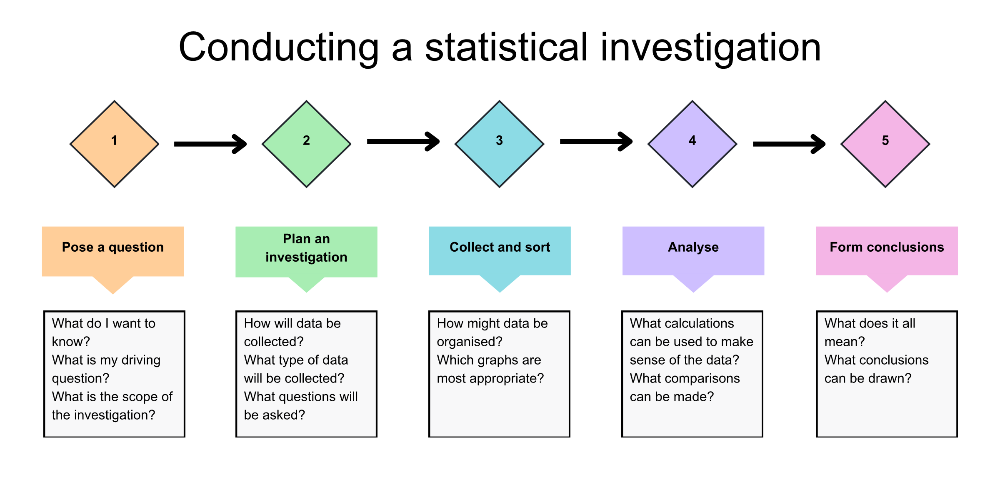 Conducting a statistical investigation
1
2
3
4
5
Pose a question
Plan an
investigation
Collect and sort
Analyse
Form conclusions
What do I want to
know?
What is my driving
question?
What is the scope of
the investigation?
How will data be
collected?
What type of data
will be collected?
What questions will
be asked?
How might data be
organised?
Which graphs are
most appropriate?
What calculations
can be used to make
sense of the data?
What comparisons
can be made?
What does it all
mean?
What conclusions
can be drawn?